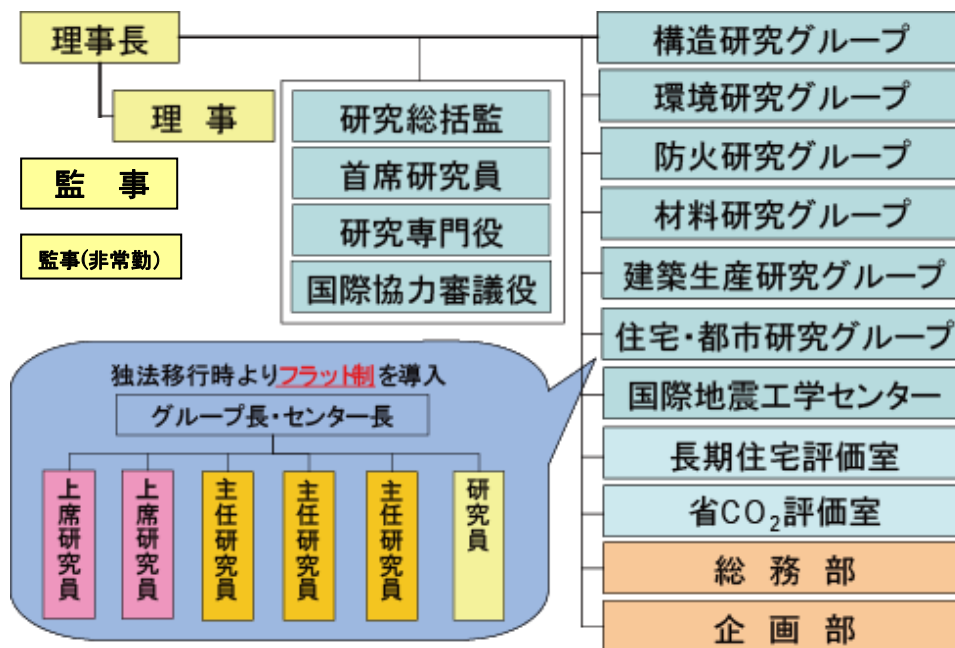 理事長
理 事
監 事
監事(非常勤)
研究総括監
首席研究員
研究専門役
国際協力審議役
構造研究グループ
環境研究グループ
防火研究グループ
材料研究グループ
建築生産研究グループ
住宅・都市研究グループ
国際地震工学センター
長期住宅評価室
省CO₂評価室
総 務 部
企 画 部
独法移行時よりフラット制を導入
グループ長・センター長
上席研究員
上席研究員
主任研究員
主任研究員
主任研究員
研究員